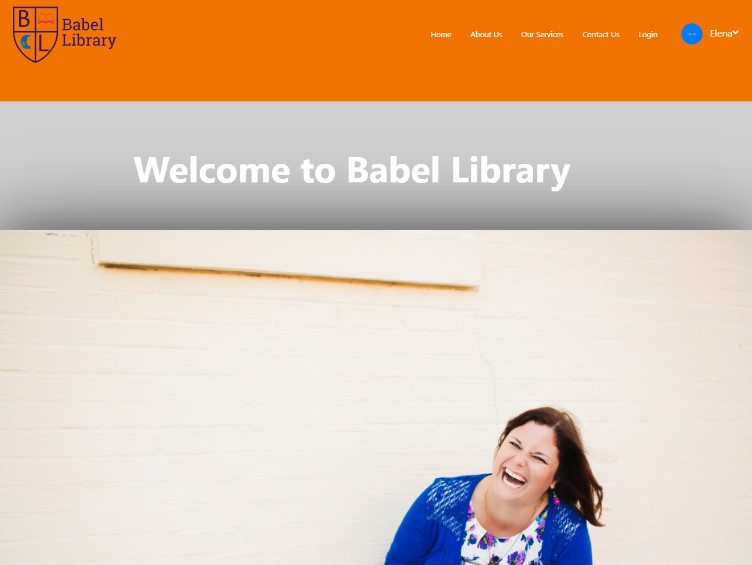 B
L
Babel
Library
Home
About Us
Our Services
Contact Us
Login
Elena
Welcome to Babel Library